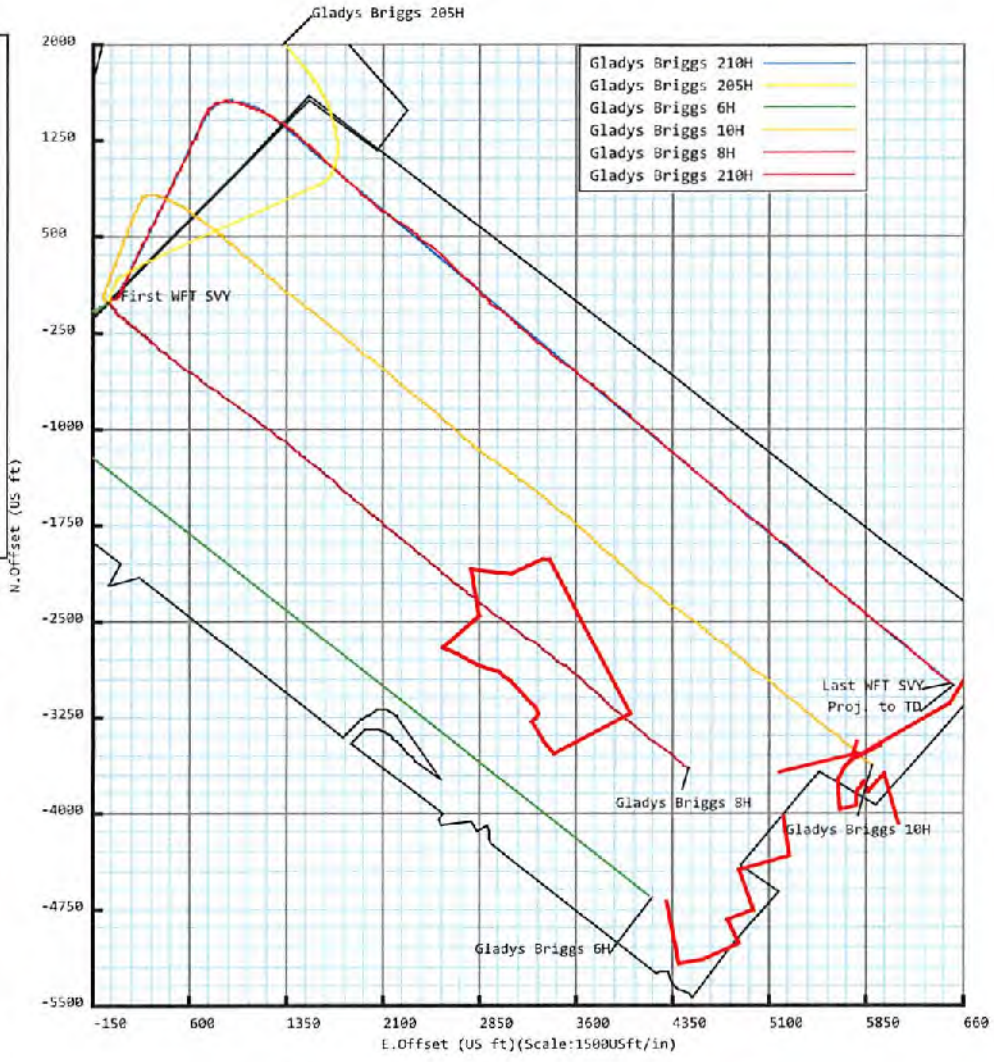 Gladys Briggs 205H
2000
1250
500
-250
-1000
-1750
-2500
-3250
-4000
-4750
-5500
N.Offset (US ft)
Gladys Briggs 210H
Gladys Briggs 205H
Gladys Briggs 6H
Gladys Briggs 10H
Gladys Briggs 8H
Gladys Briggs 210H
First WFT SVY
Last WFT SVY
Proj. to TD
Gladys Briggs 8H
Gladys Briggs 10H
Gladys Briggs 6H
-150 600 1350 2100 2850 3600 4350 5100 5850 660
E.Offset (US ft)(Scale:1500USft/in)